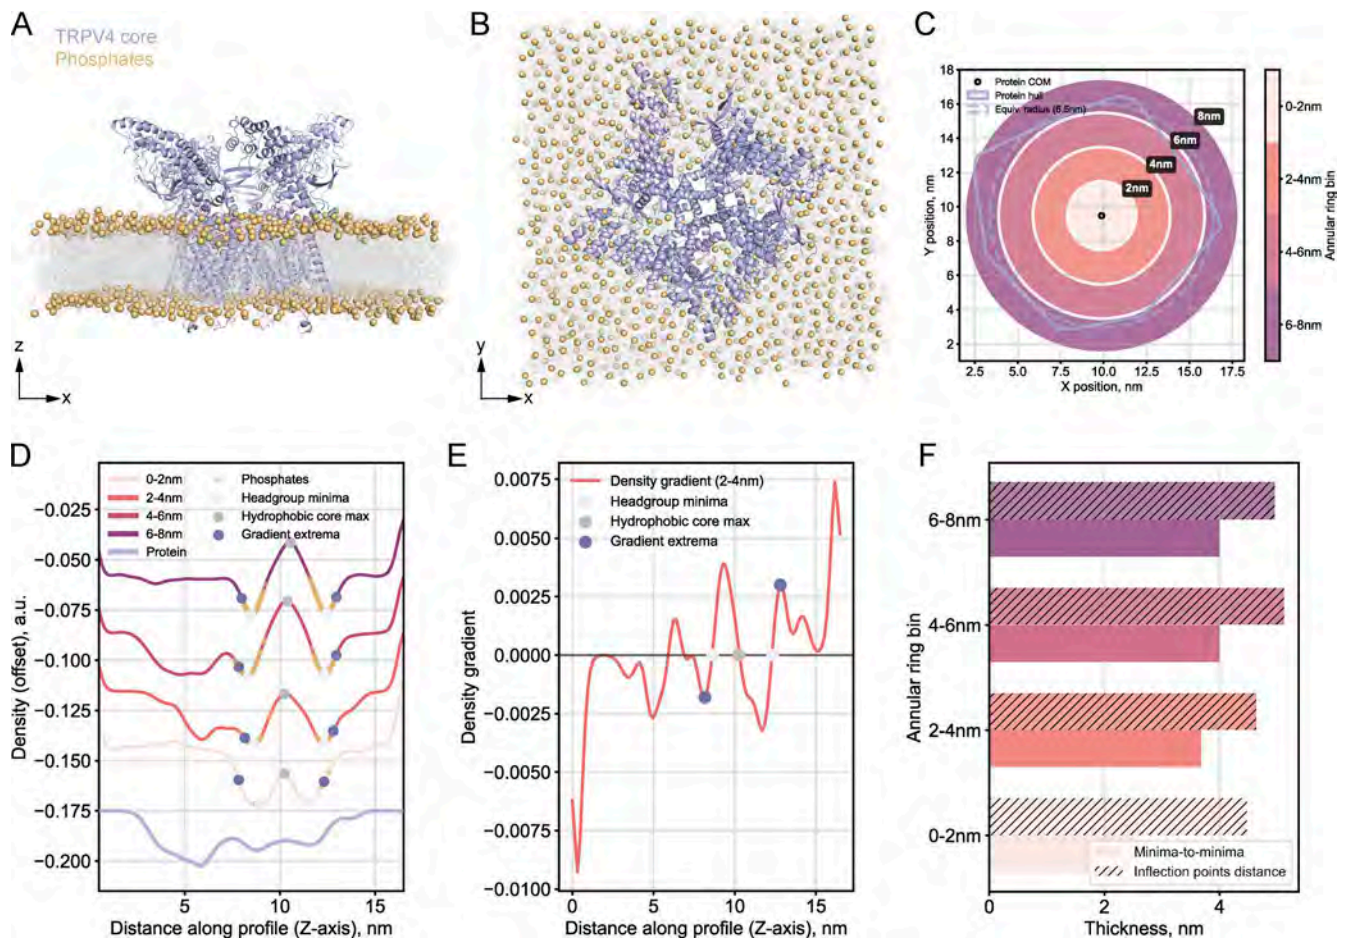 A
TRPV4 core
Phosphates
z
x
B
y
x
C
18
16
14
12
10
8
6
4
2
Y position, nm
Protein COM
Protein hull
Equiv. radius (6.5nm)
8nm
6nm
4nm
2nm
2.5
5.0
7.5
10.0
12.5
15.0
17.5
X position, nm
0-2nm
2-4nm
4-6nm
6-8nm
Annular ring bin
D
0-2nm
2-4nm
4-6nm
6-8nm
Protein
Phosphates
Headgroup minima
Hydrophobic core max
Gradient extrema
−0.025
−0.050
−0.075
−0.100
−0.125
−0.150
−0.175
−0.200
Density (offset), a.u.
5
10
15
Distance along profile (Z-axis), nm
E
Density gradient (2-4nm)
Headgroup minima
Hydrophobic core max
Gradient extrema
0.0075
0.0050
0.0025
0.0000
−0.0025
−0.0050
−0.0075
−0.0100
Density gradient
0
5
10
15
Distance along profile (Z-axis), nm
F
6-8nm
4-6nm
2-4nm
0-2nm
Annular ring bin
Minima-to-minima
Inflection points distance
0
2
4
Thickness, nm